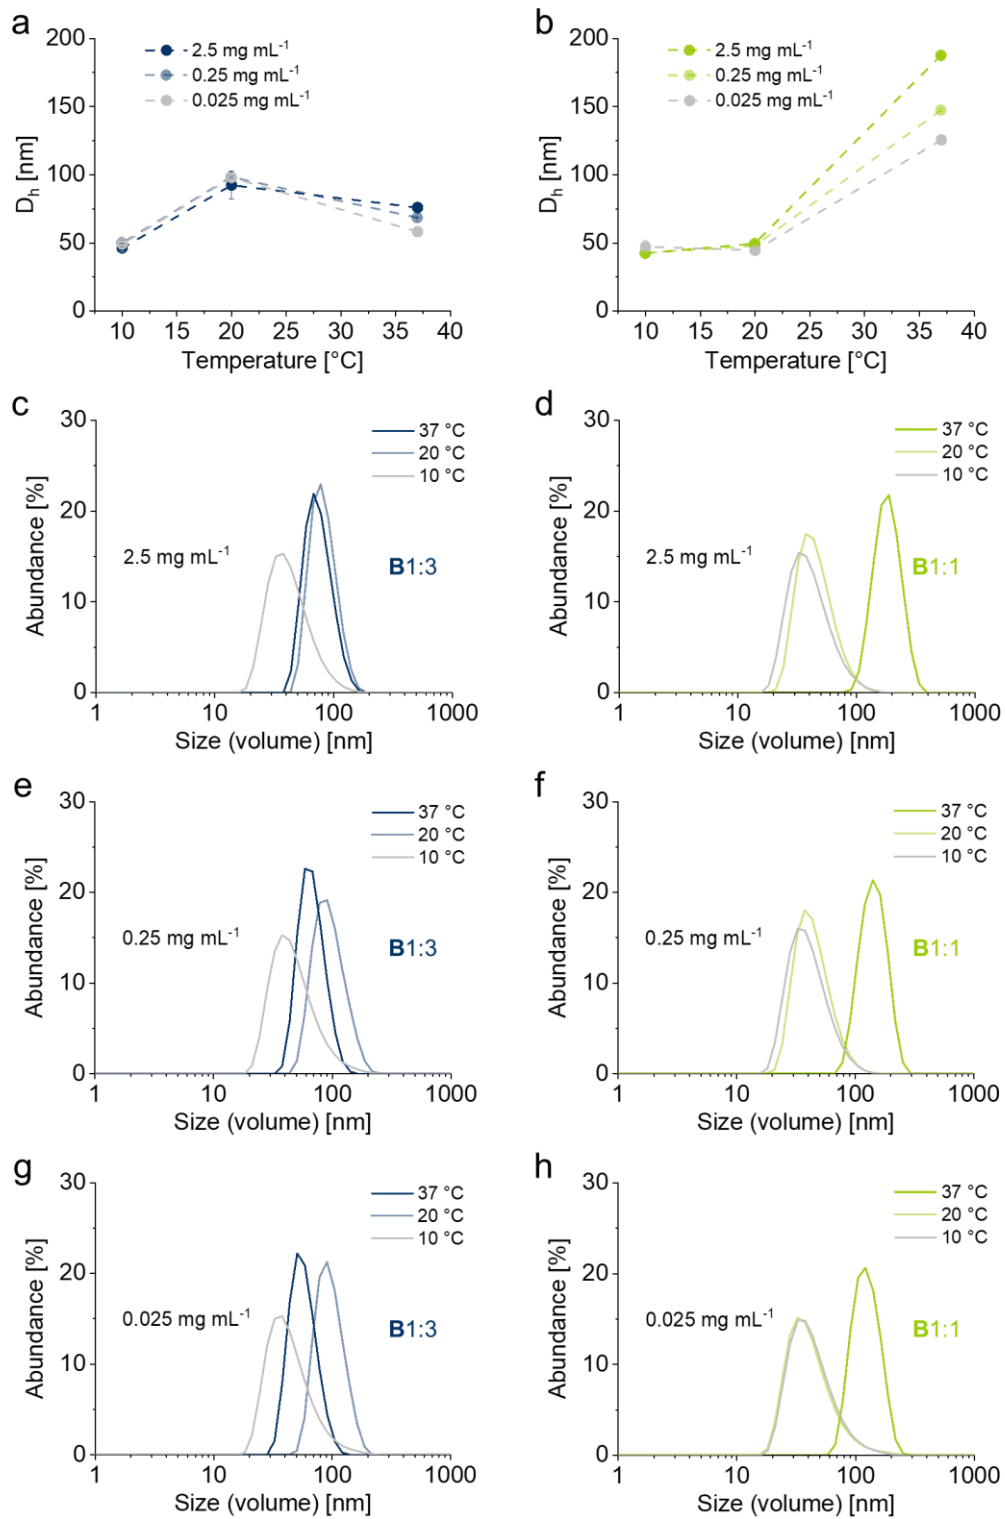 a
200
150
100
50
0
D_h [nm]
2.5 mg mL⁻¹
0.25 mg mL⁻¹
0.025 mg mL⁻¹
10 15 20 25 30 35 40
Temperature [°C]
b
200
150
100
50
0
D_h [nm]
2.5 mg mL⁻¹
0.25 mg mL⁻¹
0.025 mg mL⁻¹
10 15 20 25 30 35 40
Temperature [°C]
c
30
20
10
0
Abundance [%]
37 °C
20 °C
10 °C
2.5 mg mL⁻¹
B1:3
1 10 100 1000
Size (volume) [nm]
d
30
20
10
0
Abundance [%]
37 °C
20 °C
10 °C
2.5 mg mL⁻¹
B1:1
1 10 100 1000
Size (volume) [nm]
e
30
20
10
0
Abundance [%]
37 °C
20 °C
10 °C
0.25 mg mL⁻¹
B1:3
1 10 100 1000
Size (volume) [nm]
f
30
20
10
0
Abundance [%]
37 °C
20 °C
10 °C
0.25 mg mL⁻¹
B1:1
1 10 100 1000
Size (volume) [nm]
g
30
20
10
0
Abundance [%]
37 °C
20 °C
10 °C
0.025 mg mL⁻¹
B1:3
1 10 100 1000
Size (volume) [nm]
h
30
20
10
0
Abundance [%]
37 °C
20 °C
10 °C
0.025 mg mL⁻¹
B1:1
1 10 100 1000
Size (volume) [nm]